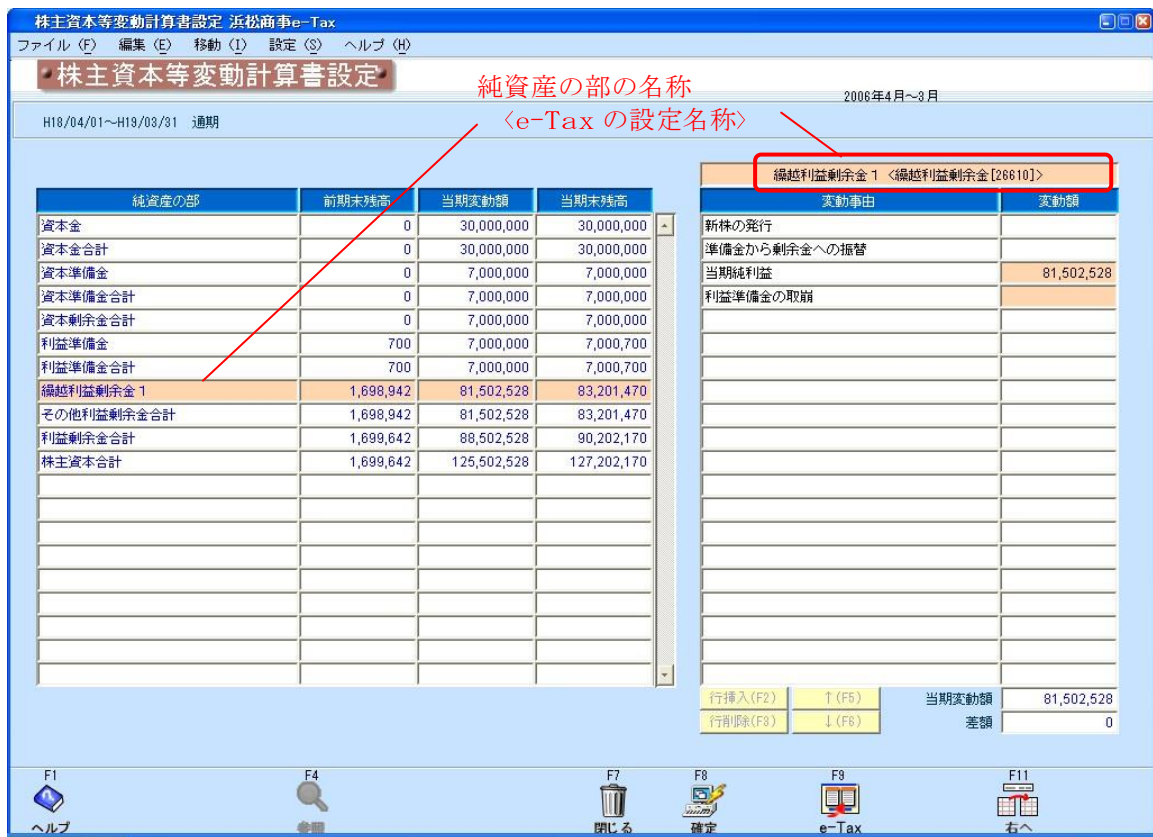 株主資本等変動計算書設定 浜松商事e-Tax
ファイル (F) 編集 (E) 移動 (I) 設定 (S) ヘルプ (H)
株主資本等変動計算書設定
2006年4月～3月
純資産の部の名称
〈e-Taxの設定名称〉
H18/04/01～H19/03/31 通期
繰越利益剰余金1 〈繰越利益剰余金[26610]〉
純資産の部 前期末残高 当期変動額 当期末残高
変動事由 変動額
資本金 0 30,000,000 30,000,000
資本金合計 0 30,000,000 30,000,000
資本準備金 0 7,000,000 7,000,000
資本準備金合計 0 7,000,000 7,000,000
資本剰余金合計 0 7,000,000 7,000,000
利益準備金 700 7,000,000 7,000,700
利益準備金合計 700 7,000,000 7,000,700
繰越利益剰余金1 1,698,942 81,502,528 83,201,470
その他利益剰余金合計 1,698,942 81,502,528 83,201,470
利益剰余金合計 1,699,642 88,502,528 90,202,170
株主資本合計 1,699,642 125,502,528 127,202,170
新株の発行
準備金から剰余金への振替
当期純利益 81,502,528
利益準備金の取崩
行挿入(F2) ↑(F5) 当期変動額 81,502,528
行削除(F3) ↓(F6) 差額 0
F1 F4 F7 F8 F9 F11
ヘルプ 参照 閉じる 確定 e-Tax 右へ